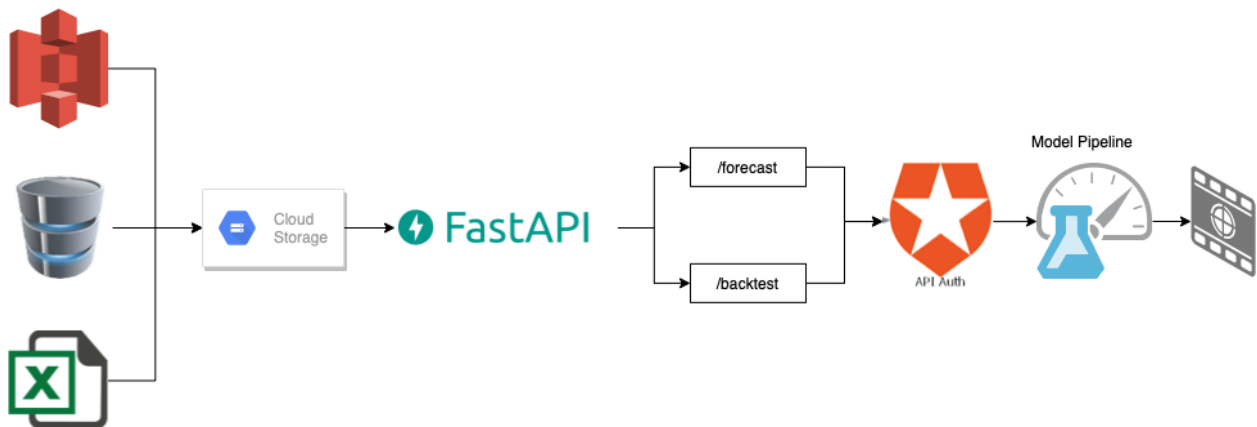 Cloud
Storage
FastAPI
/forecast
/backtest
API Auth
Model Pipeline
X